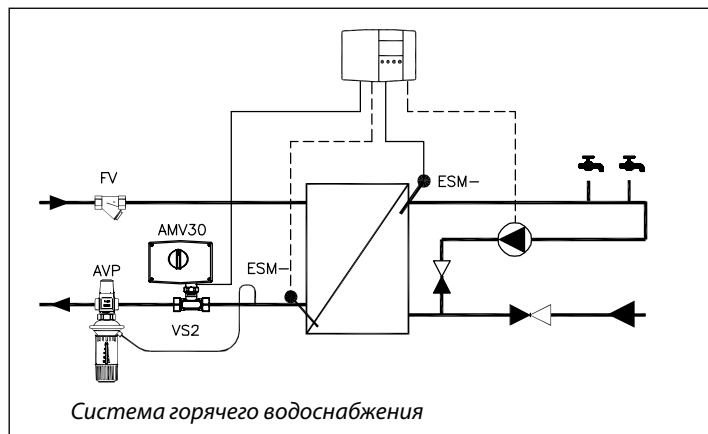 ESM-
FV
AMV30
AVP
ESM-
VS2
Система горячего водоснабжения